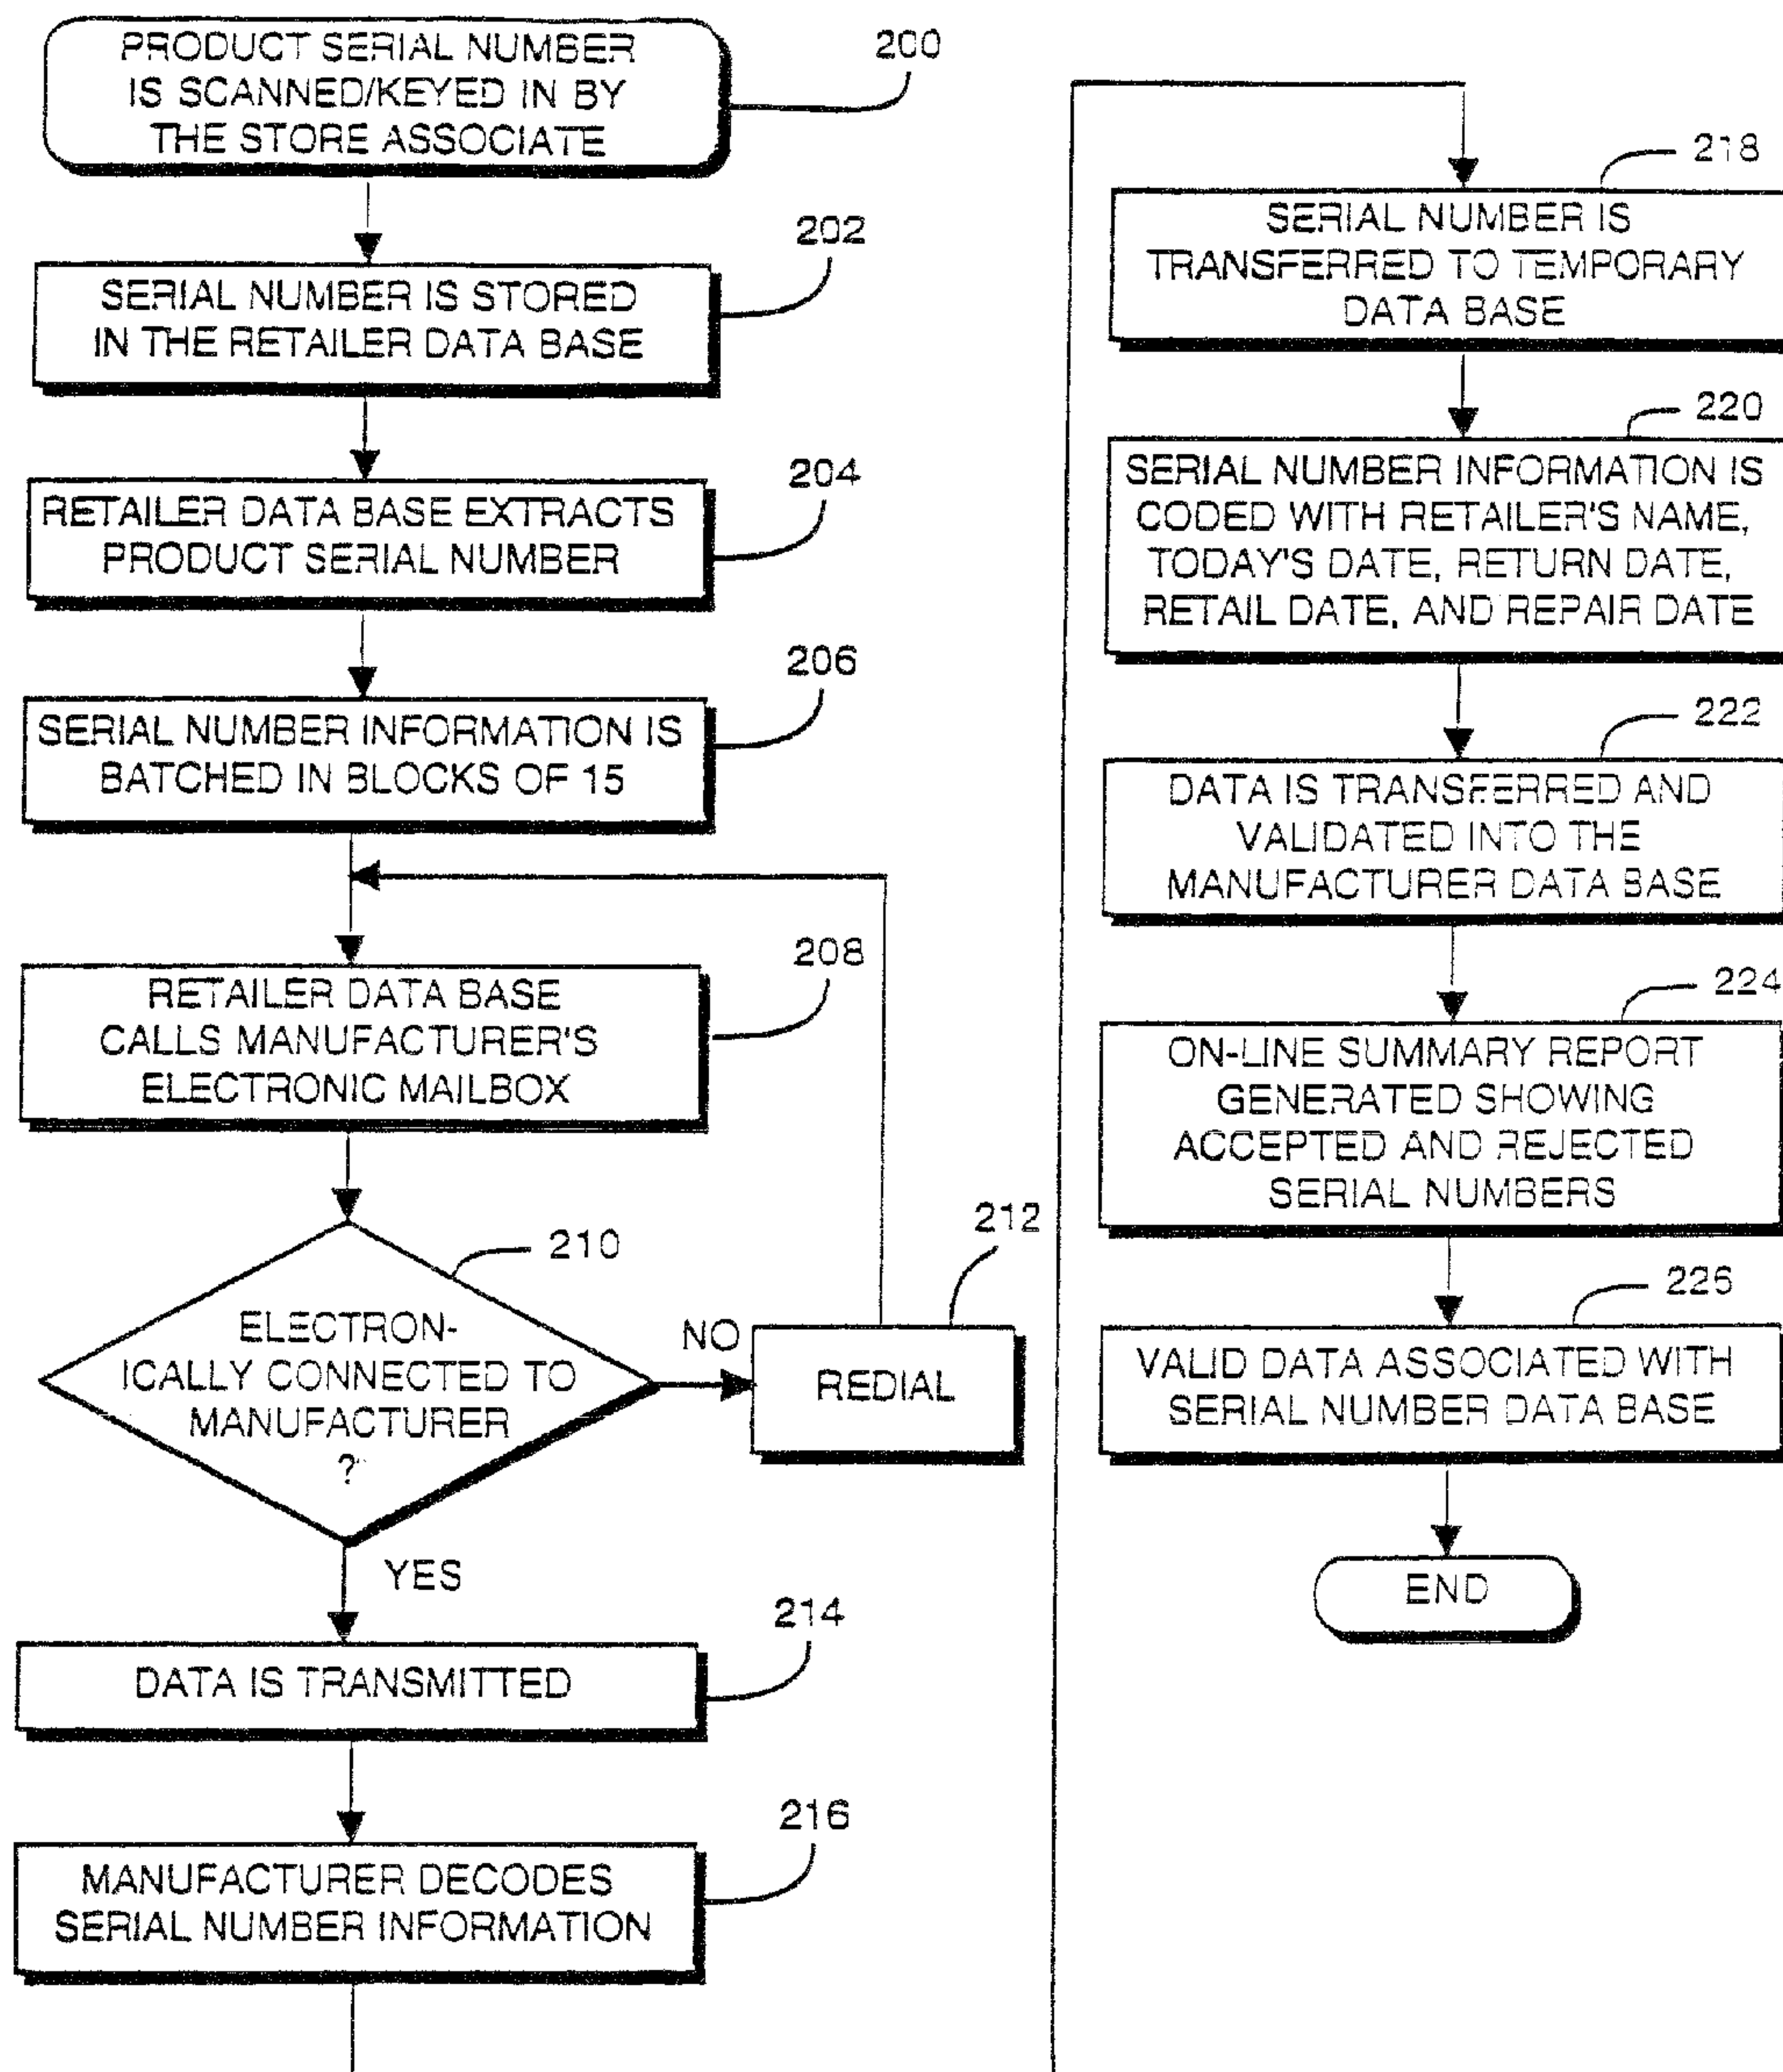 PRODUCT SERIAL NUMBER
IS SCANNED/KEYED IN BY
THE STORE ASSOCIATE
200
SERIAL NUMBER IS STORED
IN THE RETAILER DATA BASE
202
RETAILER DATA BASE EXTRACTS
PRODUCT SERIAL NUMBER
204
SERIAL NUMBER INFORMATION IS
BATCHED IN BLOCKS OF 15
206
RETAILER DATA BASE
CALLS MANUFACTURER'S
ELECTRONIC MAILBOX
208
ELECTRON-
ICALLY CONNECTED TO
MANUFACTURER
?
210
NO
REDIAL
212
YES
DATA IS TRANSMITTED
214
MANUFACTURER DECODES
SERIAL NUMBER INFORMATION
216
SERIAL NUMBER IS
TRANSFERRED TO TEMPORARY
DATA BASE
218
SERIAL NUMBER INFORMATION IS
CODED WITH RETAILER'S NAME,
TODAY'S DATE, RETURN DATE,
RETAIL DATE, AND REPAIR DATE
220
DATA IS TRANSFERRED AND
VALIDATED INTO THE
MANUFACTURER DATA BASE
222
ON-LINE SUMMARY REPORT
GENERATED SHOWING
ACCEPTED AND REJECTED
SERIAL NUMBERS
224
VALID DATA ASSOCIATED WITH
SERIAL NUMBER DATA BASE
226
END